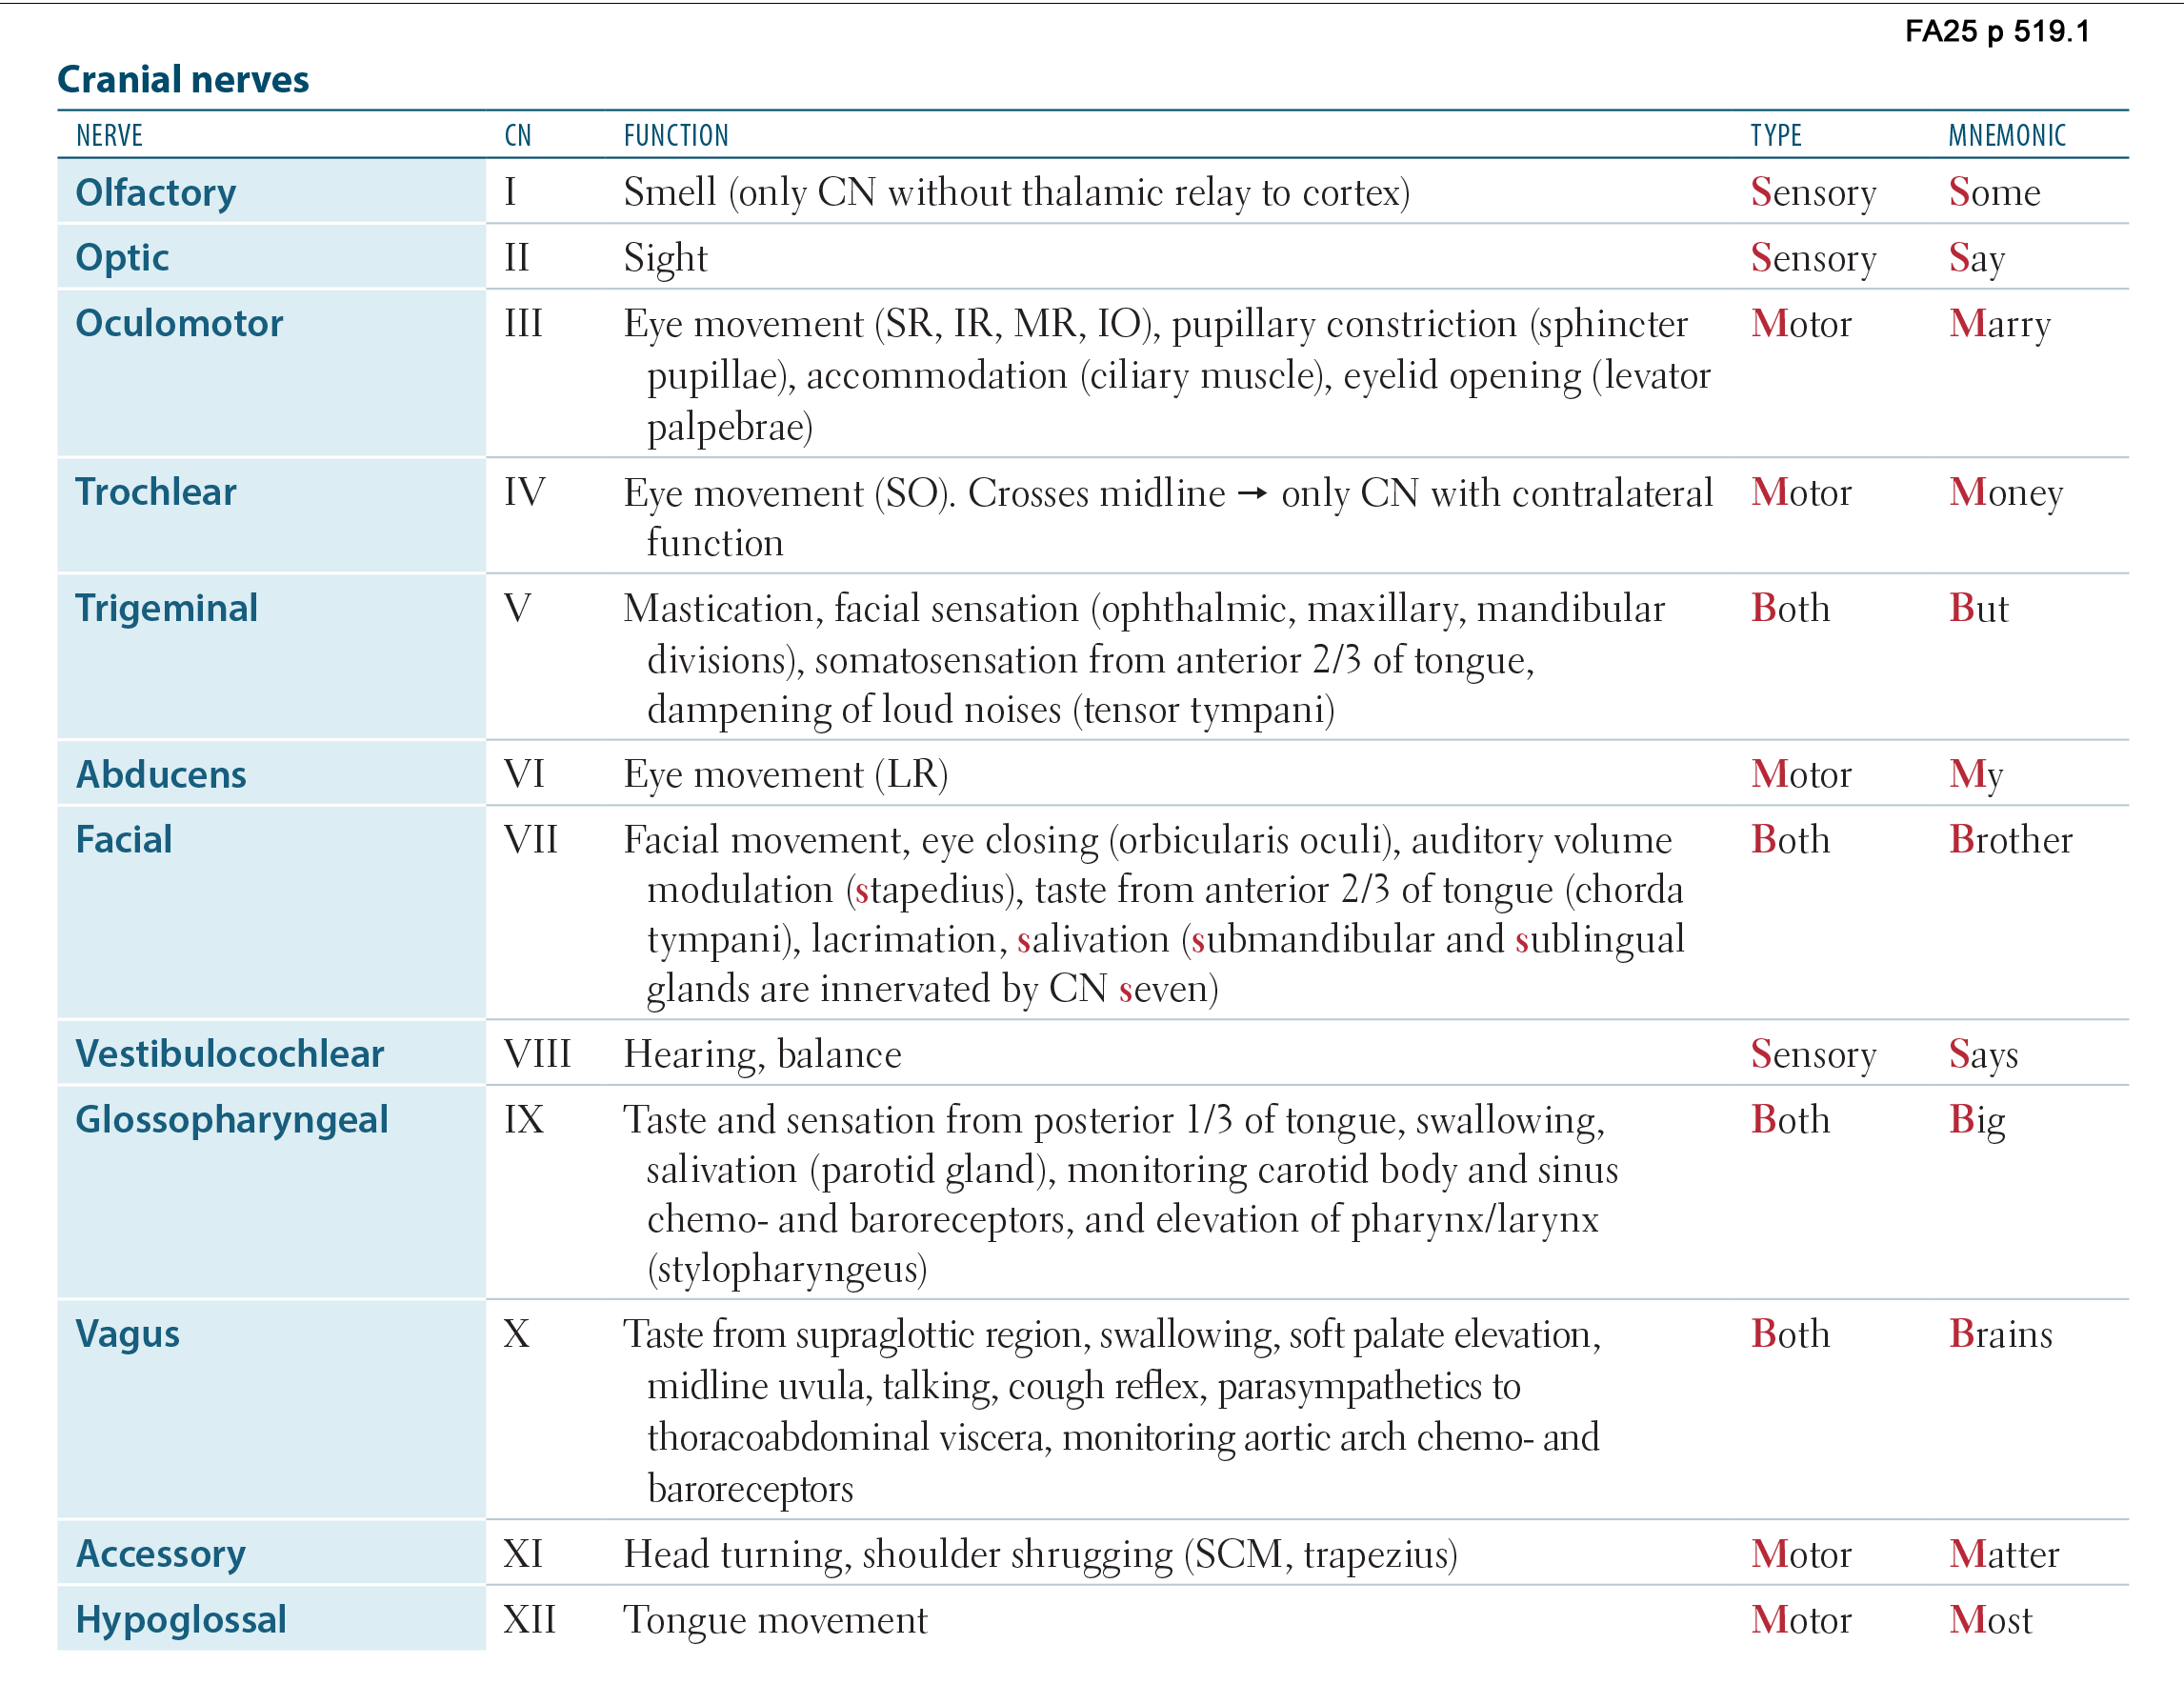 FA25 p 519.1
Cranial nerves
NERVE CN FUNCTION TYPE MNEMONIC
Olfactory I Smell (only CN without thalamic relay to cortex) Sensory Some
Optic II Sight Sensory Say
Oculomotor III Eye movement (SR, IR, MR, IO), pupillary constriction (sphincter Motor Marry
pupillae), accommodation (ciliary muscle), eyelid opening (levator
palpebrae)
Trochlear IV Eye movement (SO). Crosses midline → only CN with contralateral Motor Money
function
Trigeminal V Mastication, facial sensation (ophthalmic, maxillary, mandibular Both But
divisions), somatosensation from anterior 2/3 of tongue,
dampening of loud noises (tensor tympani)
Abducens VI Eye movement (LR) Motor My
Facial VII Facial movement, eye closing (orbicularis oculi), auditory volume Both Brother
modulation (stapedius), taste from anterior 2/3 of tongue (chorda
tympani), lacrimation, salivation (submandibular and sublingual
glands are innervated by CN seven)
Vestibulocochlear VIII Hearing, balance Sensory Says
Glossopharyngeal IX Taste and sensation from posterior 1/3 of tongue, swallowing, Both Big
salivation (parotid gland), monitoring carotid body and sinus
chemo- and baroreceptors, and elevation of pharynx/larynx
(stylopharyngeus)
Vagus X Taste from supraglottic region, swallowing, soft palate elevation, Both Brains
midline uvula, talking, cough reflex, parasympathetics to
thoracoabdominal viscera, monitoring aortic arch chemo- and
baroreceptors
Accessory XI Head turning, shoulder shrugging (SCM, trapezius) Motor Matter
Hypoglossal XII Tongue movement Motor Most